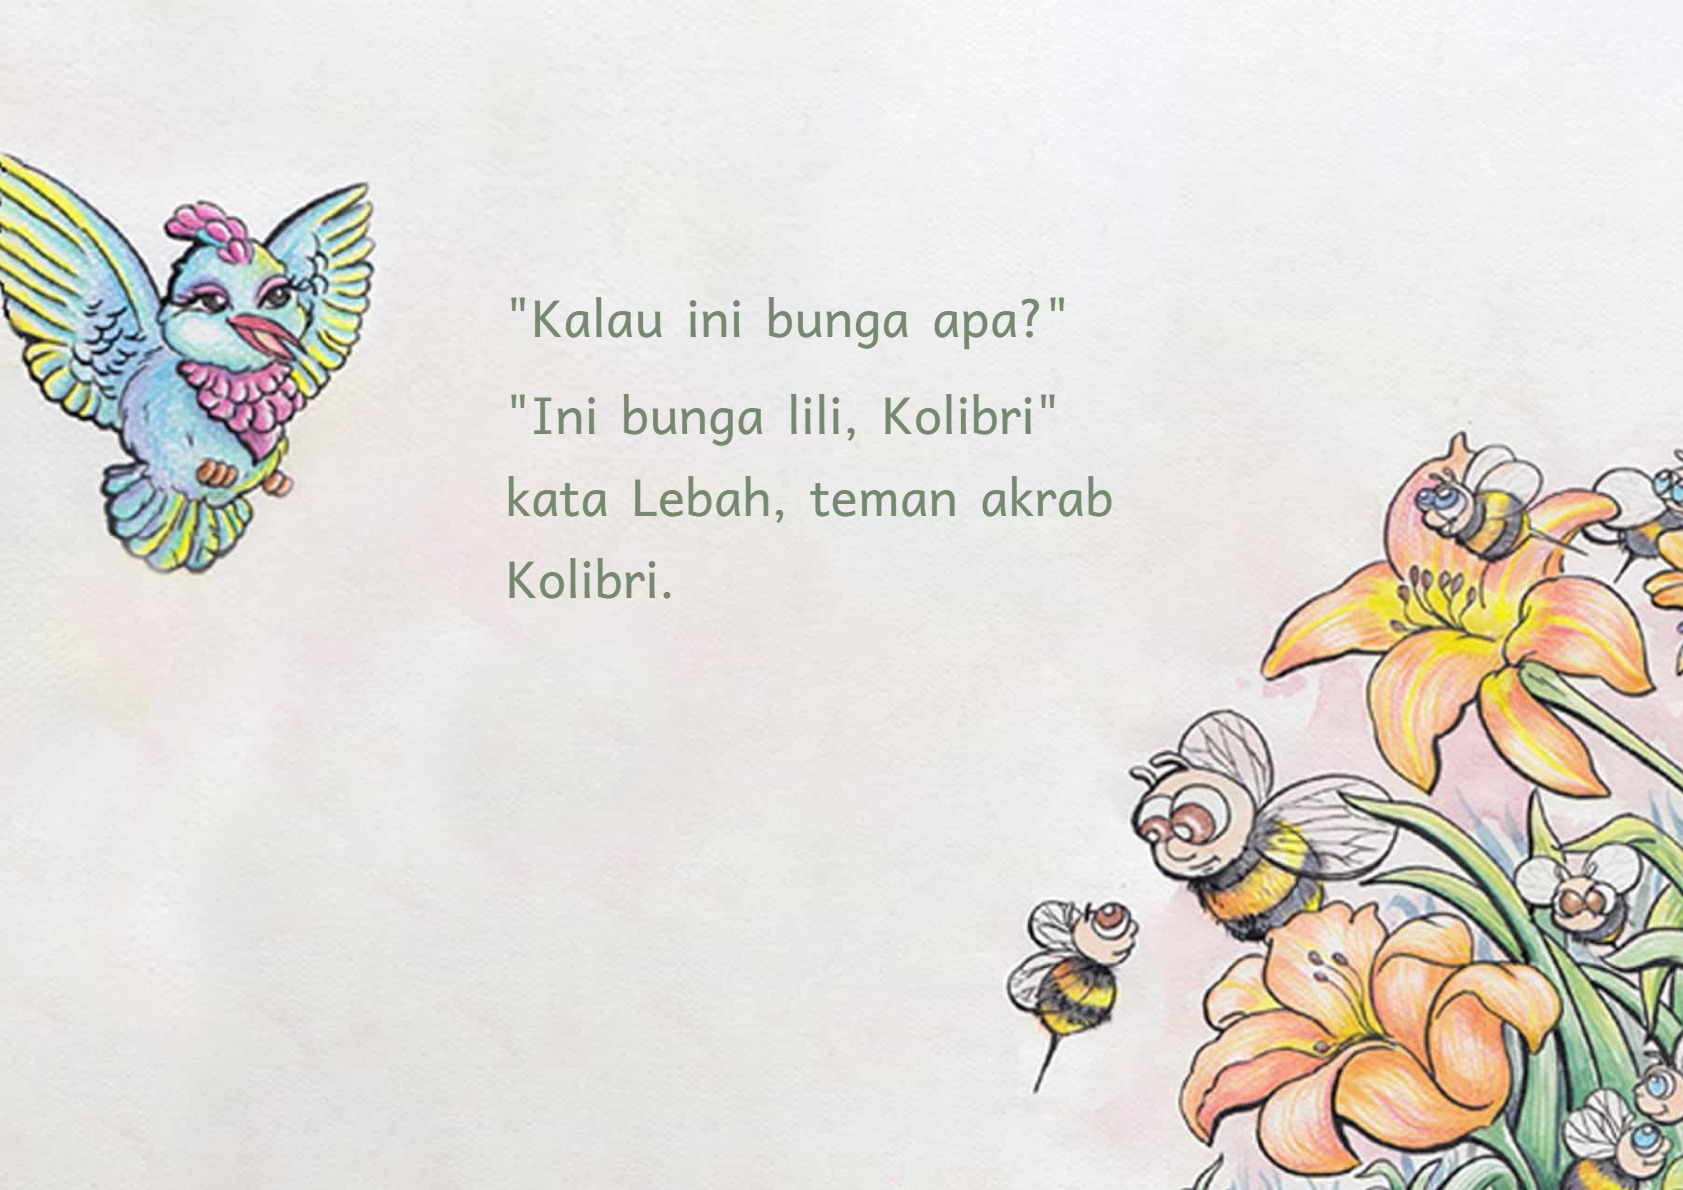 "Kalau ini bunga apa?"
"Ini bunga lili, Kolibri"
kata Lebah, teman akrab
Kolibri.